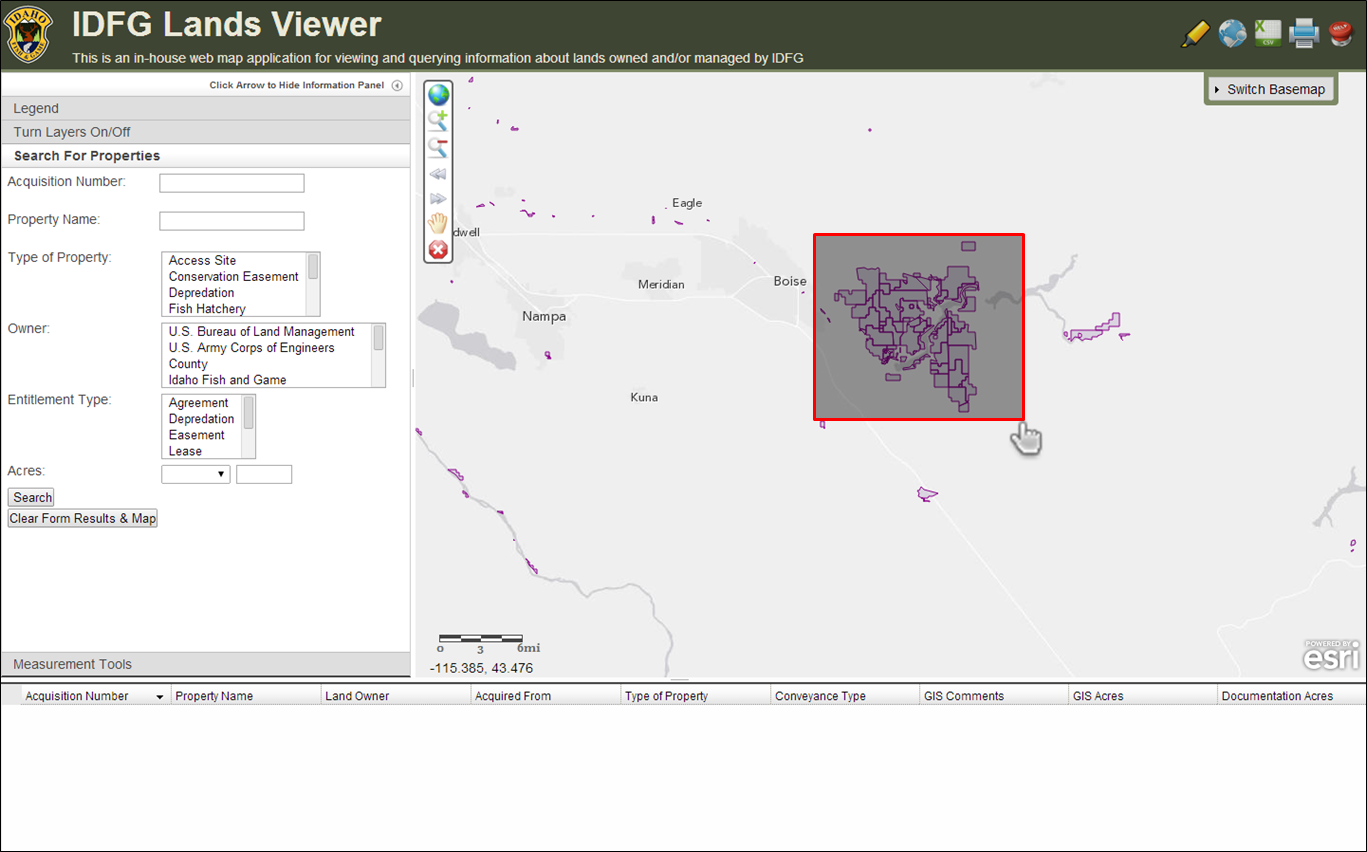 IDAHO
FISH & GAME
IDFG Lands Viewer
This is an in-house web map application for viewing and querying information about lands owned and/or managed by IDFG
CSV
HELP
Click Arrow to Hide Information Panel
Legend
Turn Layers On/Off
Search For Properties
Acquisition Number:
Property Name:
Type of Property:
Access Site
Conservation Easement
Depredation
Fish Hatchery
Owner:
U.S. Bureau of Land Management
U.S. Army Corps of Engineers
County
Idaho Fish and Game
Entitlement Type:
Agreement
Depredation
Easement
Lease
Acres:
Search
Clear Form Results & Map
Measurement Tools
Switch Basemap
Eagle
dwell
Meridian
Boise
Nampa
Kuna
0 3 6mi
-115.385, 43.476
POWERED BY
esri
Acquisition Number Property Name Land Owner Acquired From Type of Property Conveyance Type GIS Comments GIS Acres Documentation Acres